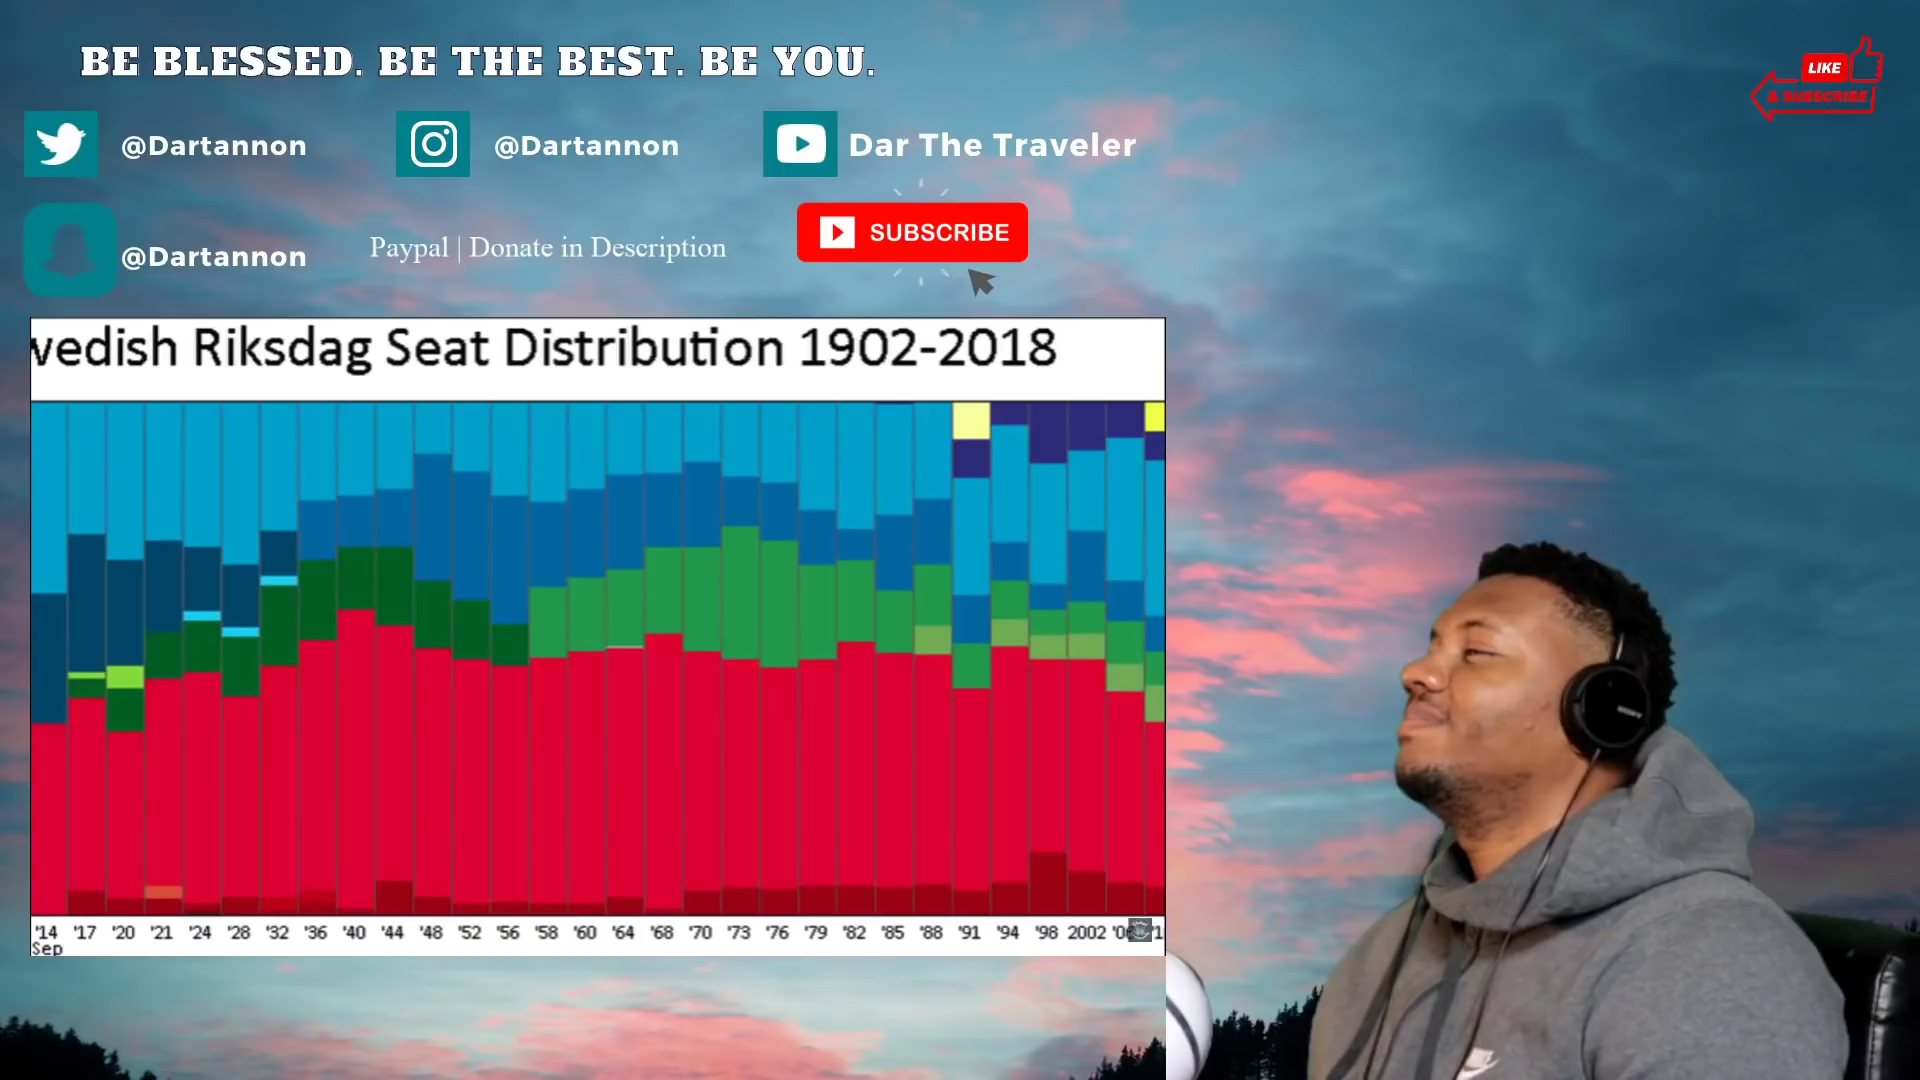 BE BLESSED. BE THE BEST. BE YOU.
LIKE
& SUBSCRIBE
@Dartannon
@Dartannon
Dar The Traveler
@Dartannon
Paypal | Donate in Description
SUBSCRIBE
wedish Riksdag Seat Distribution 1902-2018
'14 '17 '20 '21 '24 '28 '32 '36 '40 '44 '48 '52 '56 '58 '60 '64 '68 '70 '73 '76 '79 '82 '85 '88 '91 '94 '98 2002
Sep
SONY